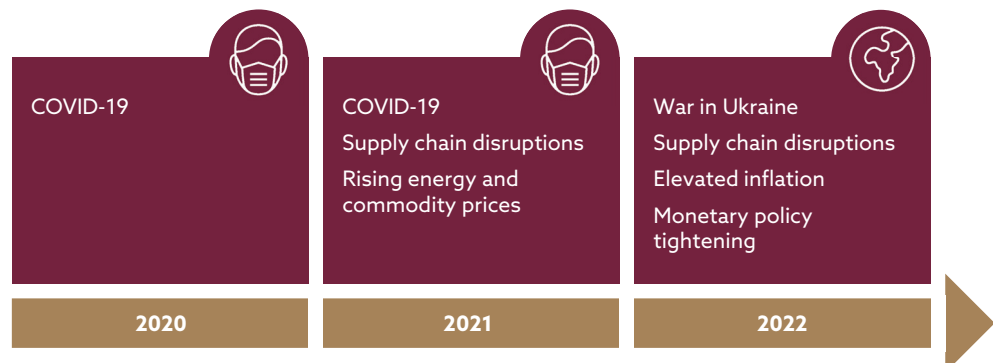 COVID-19
COVID-19
Supply chain disruptions
Rising energy and
commodity prices
War in Ukraine
Supply chain disruptions
Elevated inflation
Monetary policy
tightening
2020
2021
2022